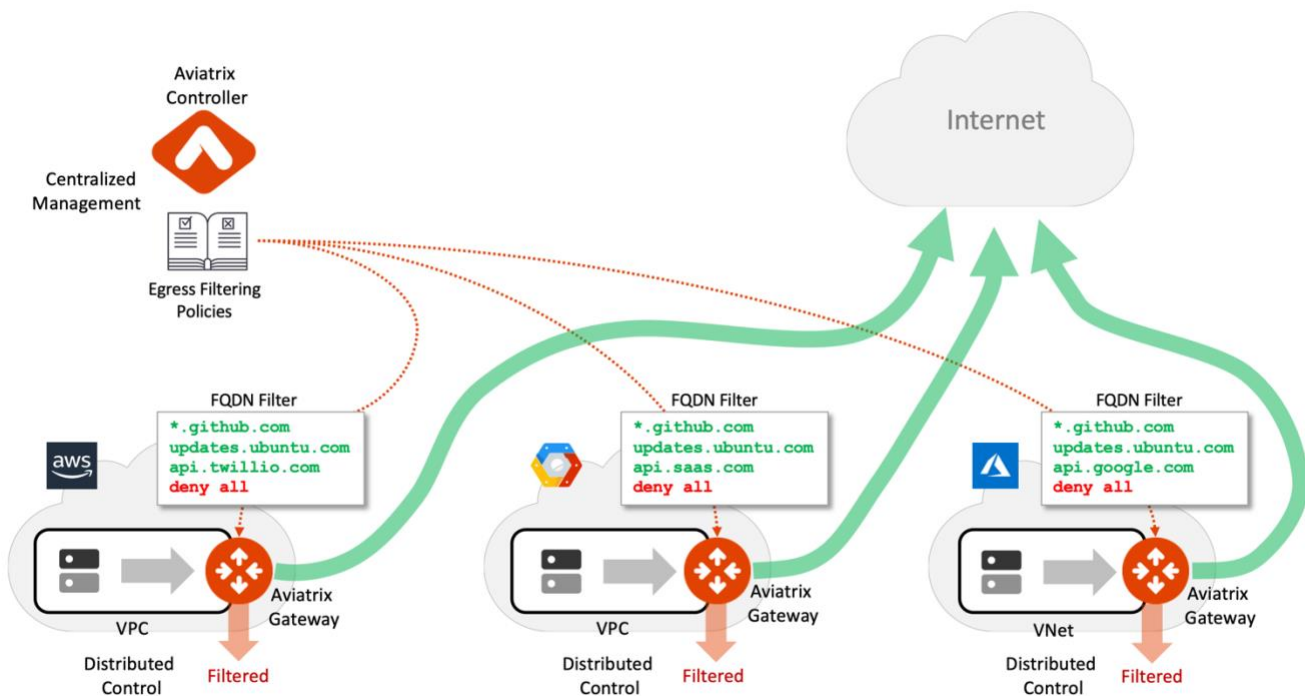 Aviatrix
Controller
Internet
Centralized
Management
Egress Filtering
Policies
FQDN Filter
*.github.com
updates.ubuntu.com
api.twillio.com
deny all
FQDN Filter
*.github.com
updates.ubuntu.com
api.saas.com
deny all
FQDN Filter
*.github.com
updates.ubuntu.com
api.google.com
deny all
aws
Aviatrix
Gateway
VPC
Distributed
Control
Filtered
Aviatrix
Gateway
VPC
Distributed
Control
Filtered
Aviatrix
Gateway
VNet
Distributed
Control
Filtered